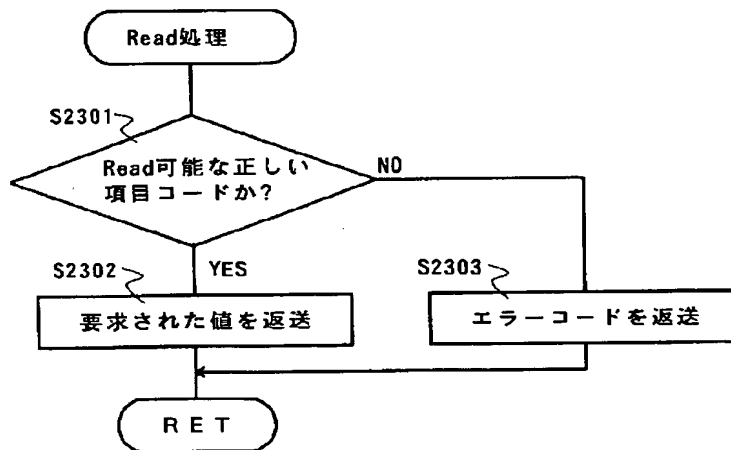 Read処理
S2301
Read可能な正しい
項目コードか?
NO
S2302
YES
S2303
要求された値を返送
エラーコードを返送
RET